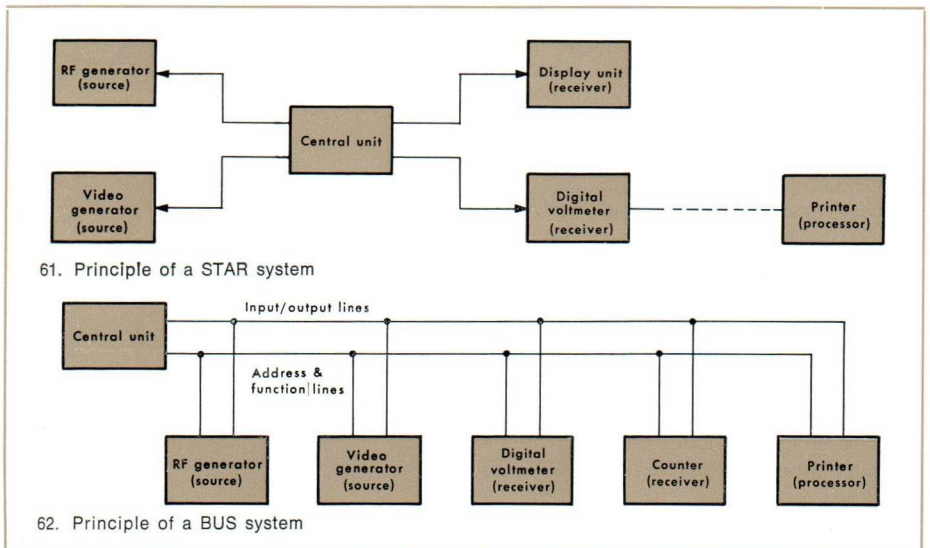 RF generator
(source)
Display unit
(receiver)
Central unit
Video
generator
(source)
Digital
voltmeter
(receiver)
Printer
(processor)
61. Principle of a STAR system
Input/output lines
Central unit
Address &
function lines
RF generator
(source)
Video
generator
(source)
Digital
voltmeter
(receiver)
Counter
(receiver)
Printer
(processor)
62. Principle of a BUS system